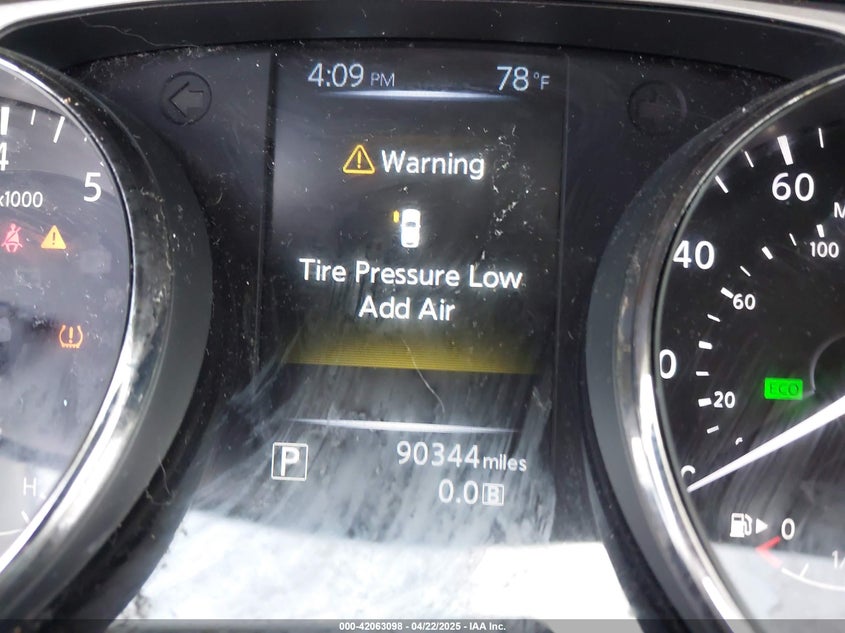 4:09 PM 78°F
Warning
Tire Pressure Low
Add Air
P 90344 miles
0.0 B
4
5
x1000
H
60
40
100
60
20
ECO
0
000-42063098 - 04/22/2025 - IAA Inc.